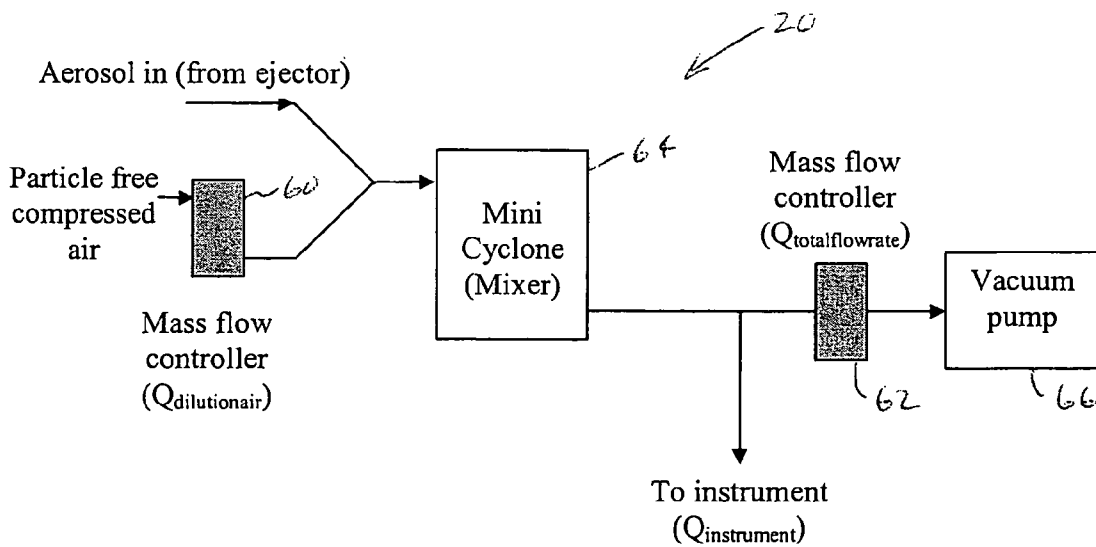 20
Aerosol in (from ejector)
Particle free
compressed
air
60
Mass flow
controller
(Qdilutionair)
Mini
Cyclone
(Mixer)
64
Mass flow
controller
(Qtotalflowrate)
62
Vacuum
pump
66
To instrument
(Qinstrument)